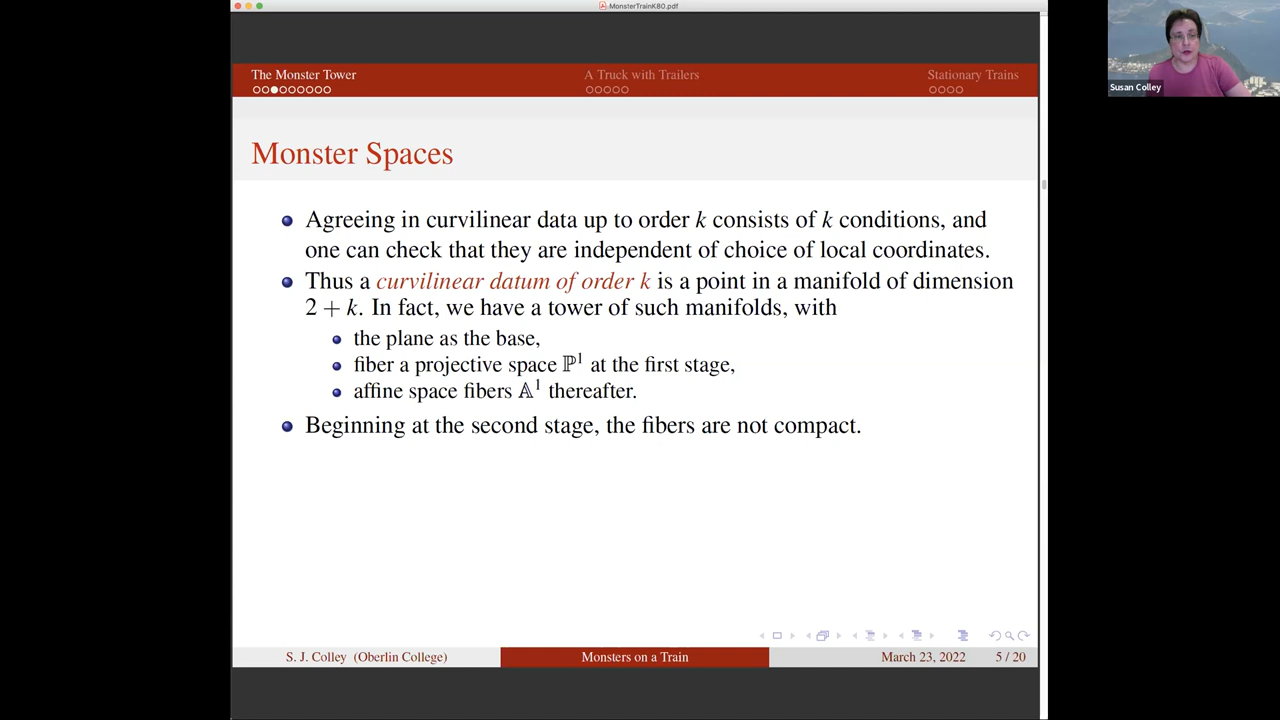 MonsterTrainK80.pdf
The Monster Tower
A Truck with Trailers
Stationary Trains
Monster Spaces
Agreeing in curvilinear data up to order k consists of k conditions, and
one can check that they are independent of choice of local coordinates.
Thus a curvilinear datum of order k is a point in a manifold of dimension
2 + k. In fact, we have a tower of such manifolds, with
the plane as the base,
fiber a projective space ℙ¹ at the first stage,
affine space fibers 𝔸¹ thereafter.
Beginning at the second stage, the fibers are not compact.
S. J. Colley (Oberlin College)
Monsters on a Train
March 23, 2022
5 / 20
Susan Colley